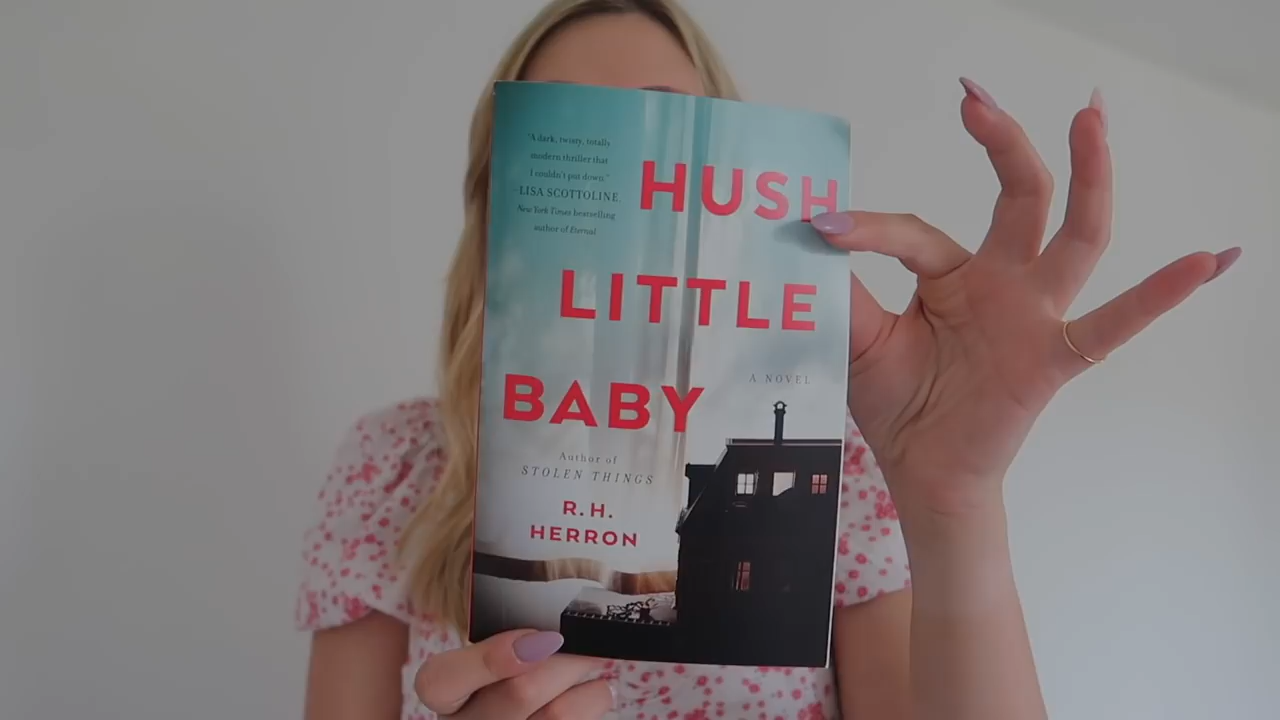 "A dark, twisty, totally
modern thriller that
I couldn't put down."
-LISA SCOTTOLINE,
New York Times bestselling
author of Eternal
HUSH
LITTLE
BABY
A NOVEL
Author of
STOLEN THINGS
R.H.
HERRON